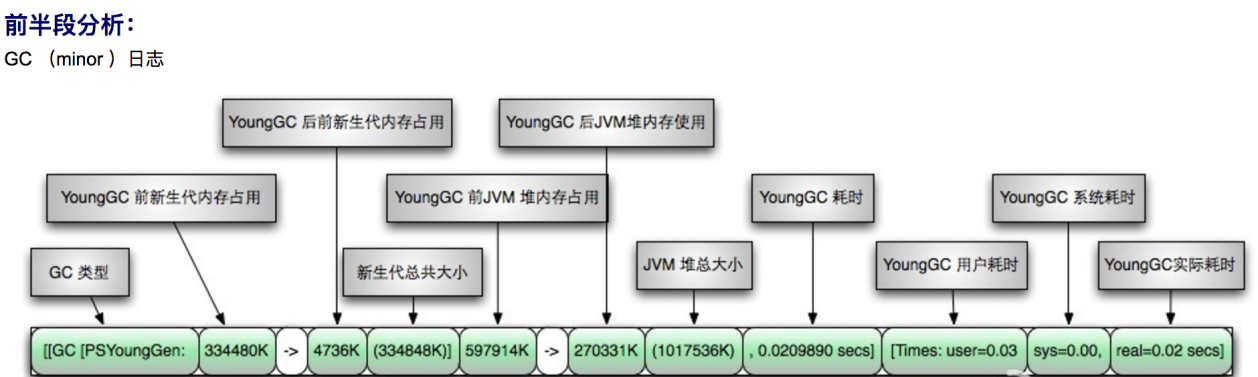 前半段分析：
GC （minor ）日志
YoungGC 后前新生代内存占用
YoungGC 后JVM堆内存使用
YoungGC 前新生代内存占用
YoungGC 前JVM 堆内存占用
YoungGC 耗时
YoungGC 系统耗时
GC 类型
新生代总共大小
JVM 堆总大小
YoungGC 用户耗时
YoungGC实际耗时
[[GC [PSYoungGen: 334480K -> 4736K (334848K)] 597914K -> 270331K (1017536K) , 0.0209890 secs] [Times: user=0.03 sys=0.00, real=0.02 secs]